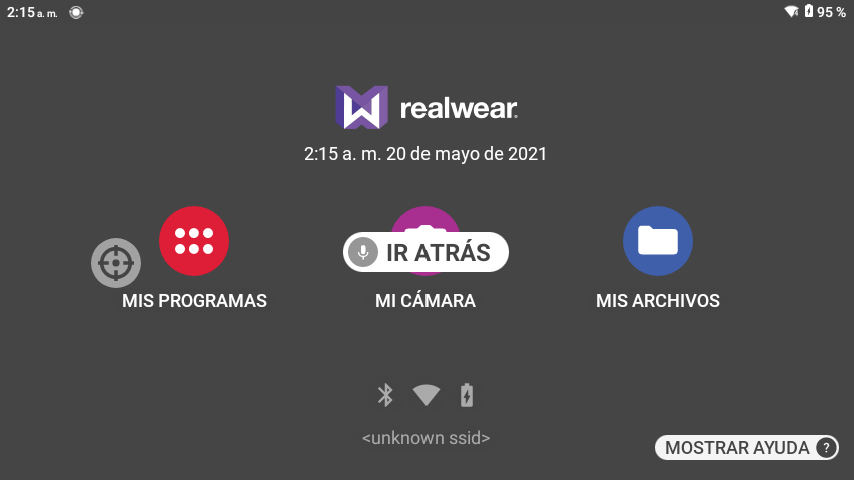 2:15 a. m.
95 %
realwear
2:15 a. m. 20 de mayo de 2021
IR ATRÁS
MIS PROGRAMAS
MI CÁMARA
MIS ARCHIVOS
<unknown ssid>
MOSTRAR AYUDA ?